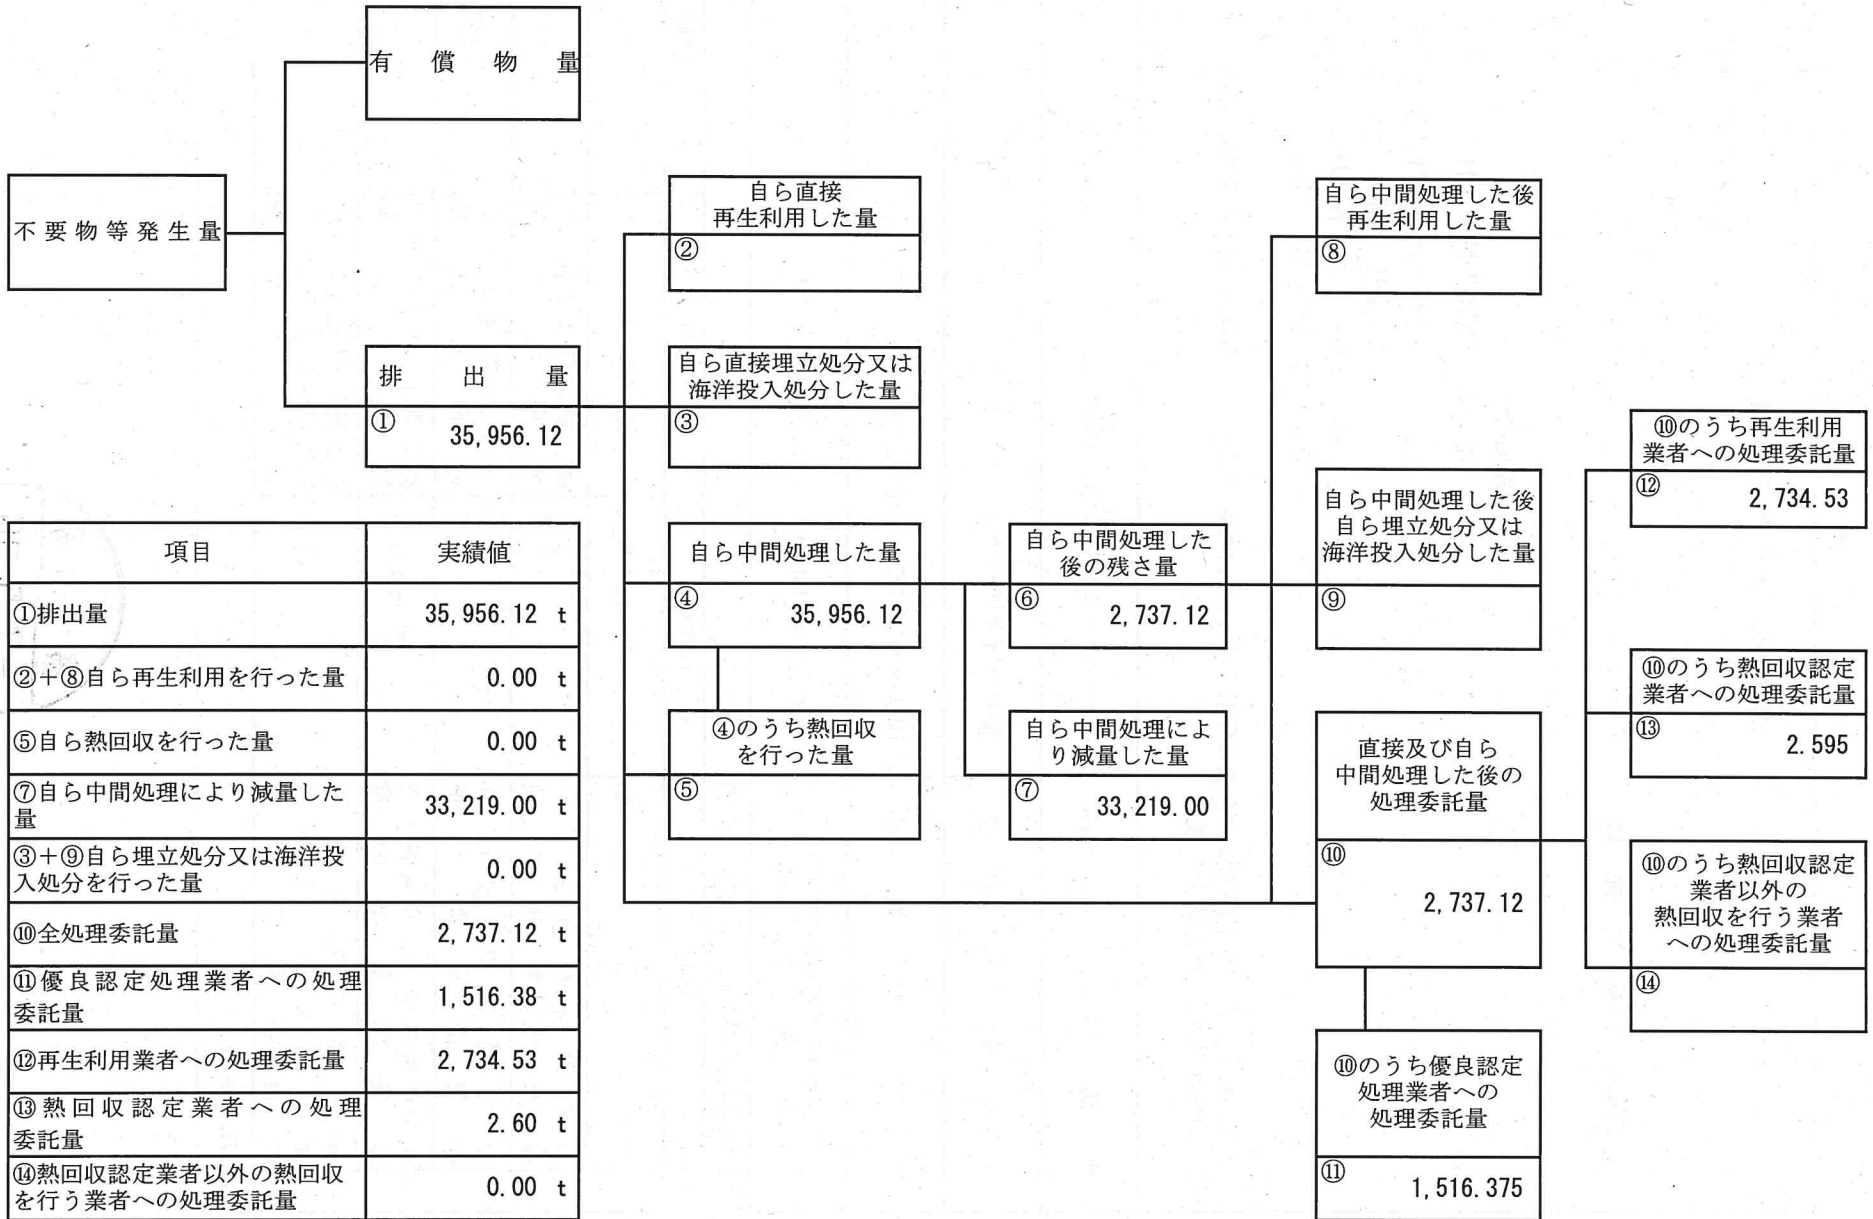 有償物量
不要物等発生量
排出量
① 35,956.12
自ら直接
再生利用した量
②
自ら直接埋立処分又は
海洋投入処分した量
③
自ら中間処理した量
④ 35,956.12
④のうち熱回収
を行った量
⑤
自ら中間処理した
後の残さ量
⑥ 2,737.12
自ら中間処理によ
り減量した量
⑦ 33,219.00
自ら中間処理した後
再生利用した量
⑧
自ら中間処理した後
自ら埋立処分又は
海洋投入処分した量
⑨
直接及び自ら
中間処理した後の
処理委託量
⑩
2,737.12
⑩のうち優良認定
処理業者への
処理委託量
⑪ 1,516.375
⑩のうち再生利用
業者への処理委託量
⑫ 2,734.53
⑩のうち熱回収認定
業者への処理委託量
⑬ 2.595
⑩のうち熱回収認定
業者以外の
熱回収を行う業者
への処理委託量
⑭
項目 実績値
①排出量 35,956.12 t
②+⑧自ら再生利用を行った量 0.00 t
⑤自ら熱回収を行った量 0.00 t
⑦自ら中間処理により減量した
量 33,219.00 t
③+⑨自ら埋立処分又は海洋投
入処分を行った量 0.00 t
⑩全処理委託量 2,737.12 t
⑪優良認定処理業者への処理
委託量 1,516.38 t
⑫再生利用業者への処理委託量 2,734.53 t
⑬熱回収認定業者への処理
委託量 2.60 t
⑭熱回収認定業者以外の熱回収
を行う業者への処理委託量 0.00 t